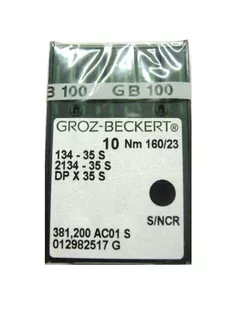 B 100 GB 100
GROZ-BECKERT®
10 Nm 160/23
134 - 35 S
2134 - 35 S
DP X 35 S
S/NCR
381,200 AC01 S
012982517 G